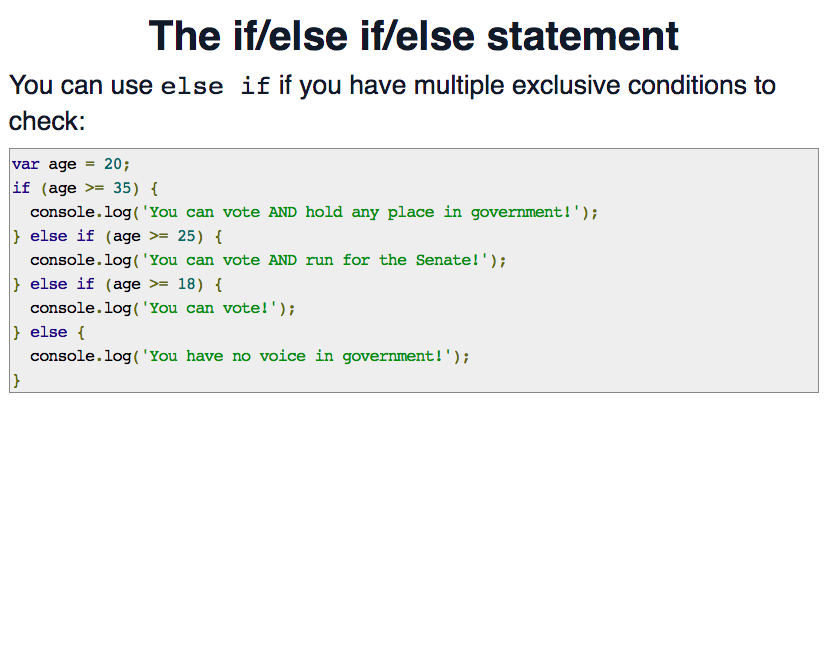 The if/else if/else statement
You can use else if if you have multiple exclusive conditions to
check:
var age = 20;
if (age >= 35) {
  console.log('You can vote AND hold any place in government!');
} else if (age >= 25) {
  console.log('You can vote AND run for the Senate!');
} else if (age >= 18) {
  console.log('You can vote!');
} else {
  console.log('You have no voice in government!');
}